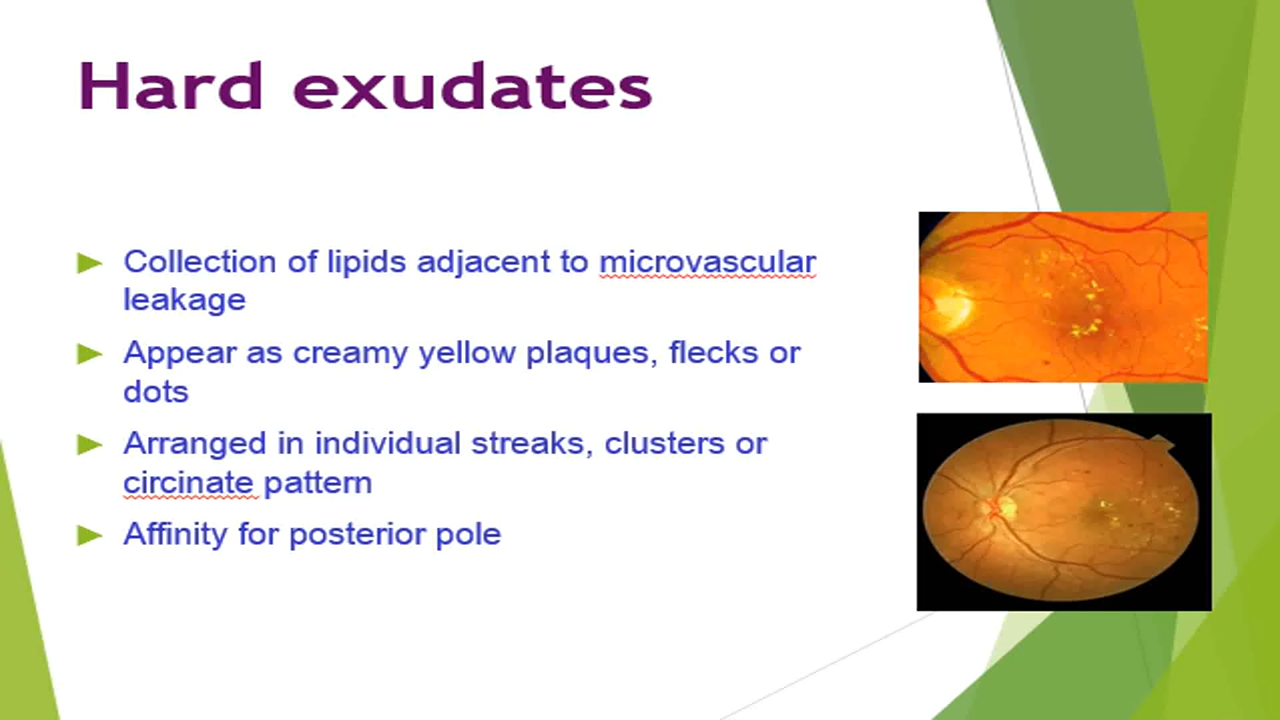 Hard exudates
Collection of lipids adjacent to microvascular
leakage
Appear as creamy yellow plaques, flecks or
dots
Arranged in individual streaks, clusters or
circinate pattern
Affinity for posterior pole